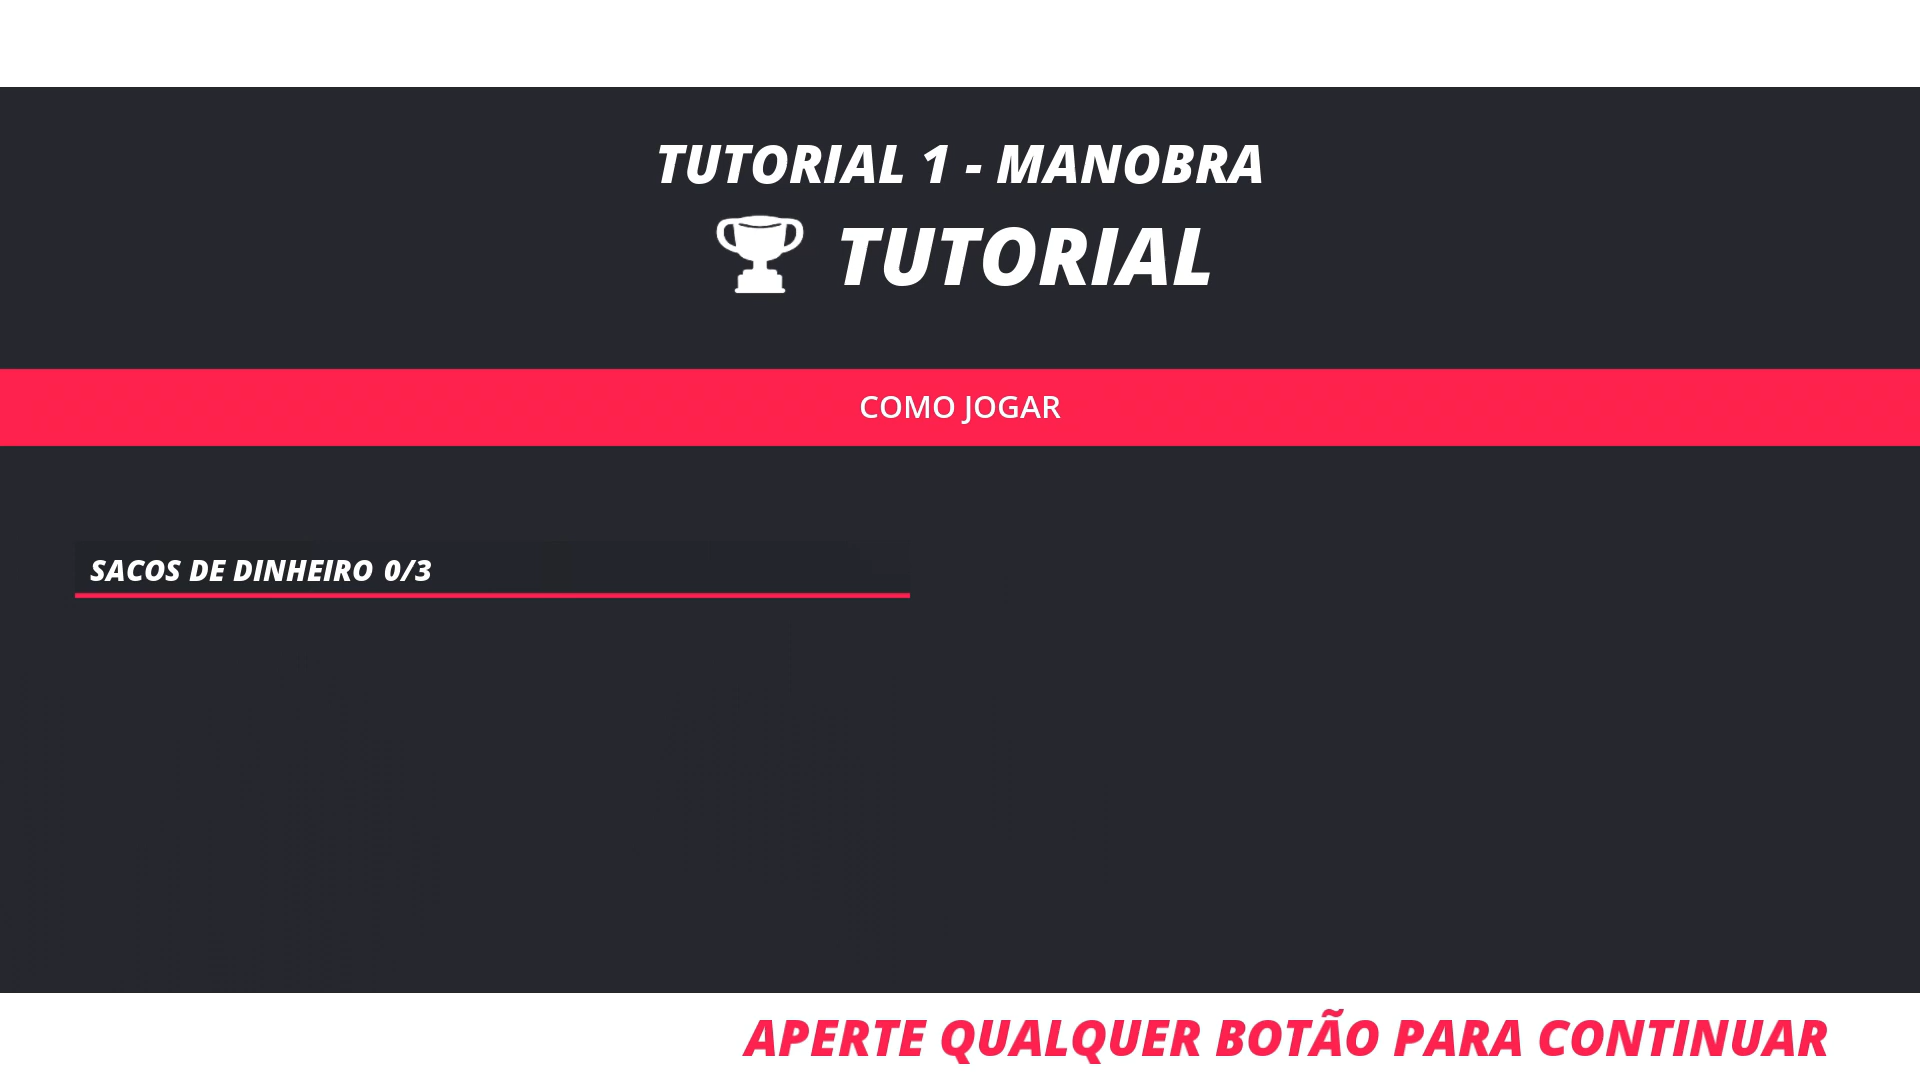 TUTORIAL 1 - MANOBRA
TUTORIAL
COMO JOGAR
SACOS DE DINHEIRO 0/3
APERTE QUALQUER BOTÃO PARA CONTINUAR